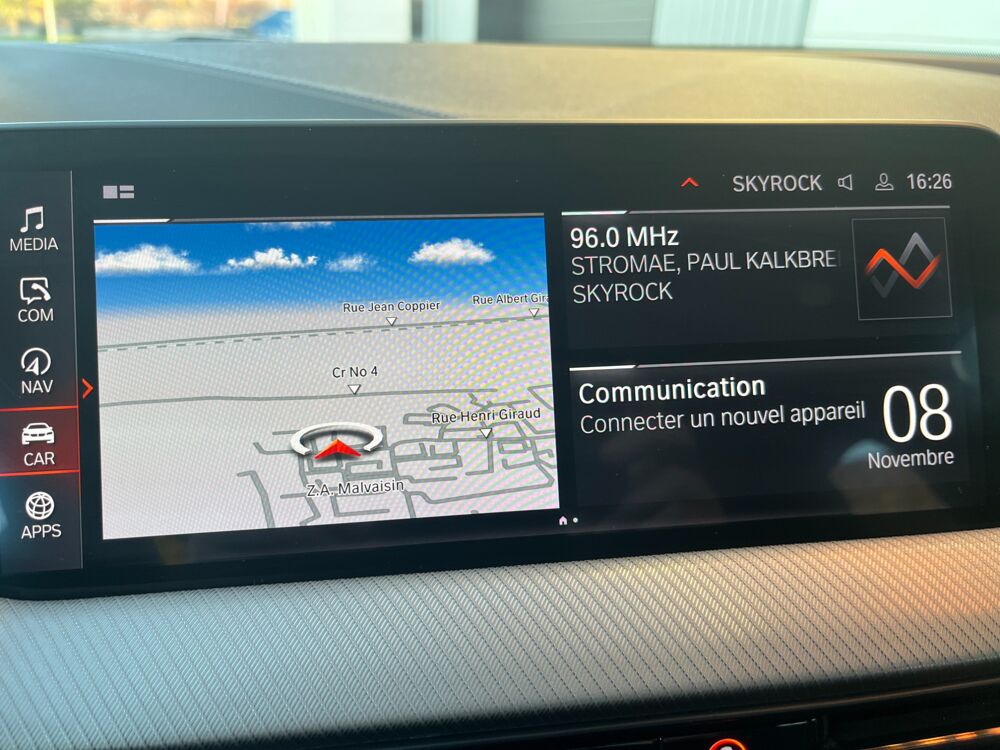 SKYROCK 16:26
MEDIA
COM
NAV
CAR
APPS
Rue Jean Coppier
Rue Albert Gira
Cr No 4
Rue Henri Giraud
Z.A. Malvaisin
96.0 MHz
STROMAE, PAUL KALKBRE
SKYROCK
Communication
Connecter un nouvel appareil
08
Novembre